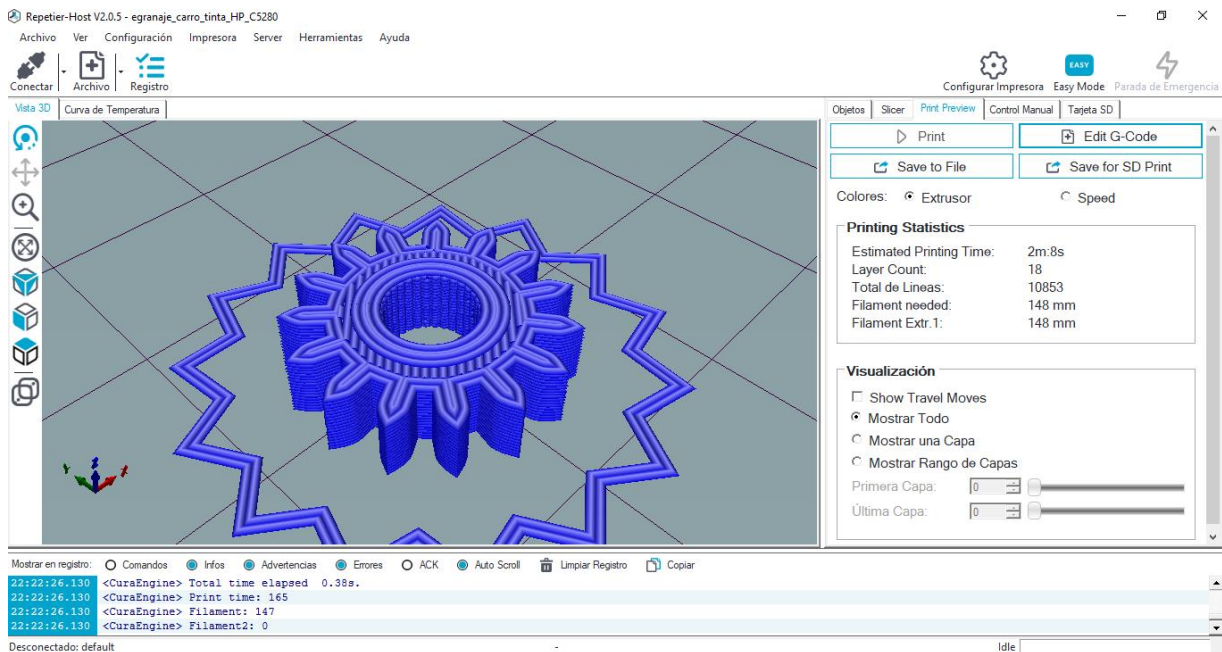 Repetier-Host V2.0.5 - egranaje_carro_tinta_HP_C5280
Archivo Ver Configuración Impresora Server Herramientas Ayuda
Conectar Archivo Registro
Configurar Impresora EASY Easy Mode Parada de Emergencia
Vista 3D Curva de Temperatura
Objetos Slicer Print Preview Control Manual Tarjeta SD
Print Edit G-Code
Save to File Save for SD Print
Colores: Extrusor Speed
Printing Statistics
Estimated Printing Time: 2m:8s
Layer Count: 18
Total de Lineas: 10853
Filament needed: 148 mm
Filament Extr.1: 148 mm
Visualización
Show Travel Moves
Mostrar Todo
Mostrar una Capa
Mostrar Rango de Capas
Primera Capa: 0
Última Capa: 0
Mostrar en registro: Comandos Infos Advertencias Errores ACK Auto Scroll Limpiar Registro Copiar
22:22:26.130 <CuraEngine> Total time elapsed 0.38s.
22:22:26.130 <CuraEngine> Print time: 165
22:22:26.130 <CuraEngine> Filament: 147
22:22:26.130 <CuraEngine> Filament2: 0
Desconectado: default - Idle